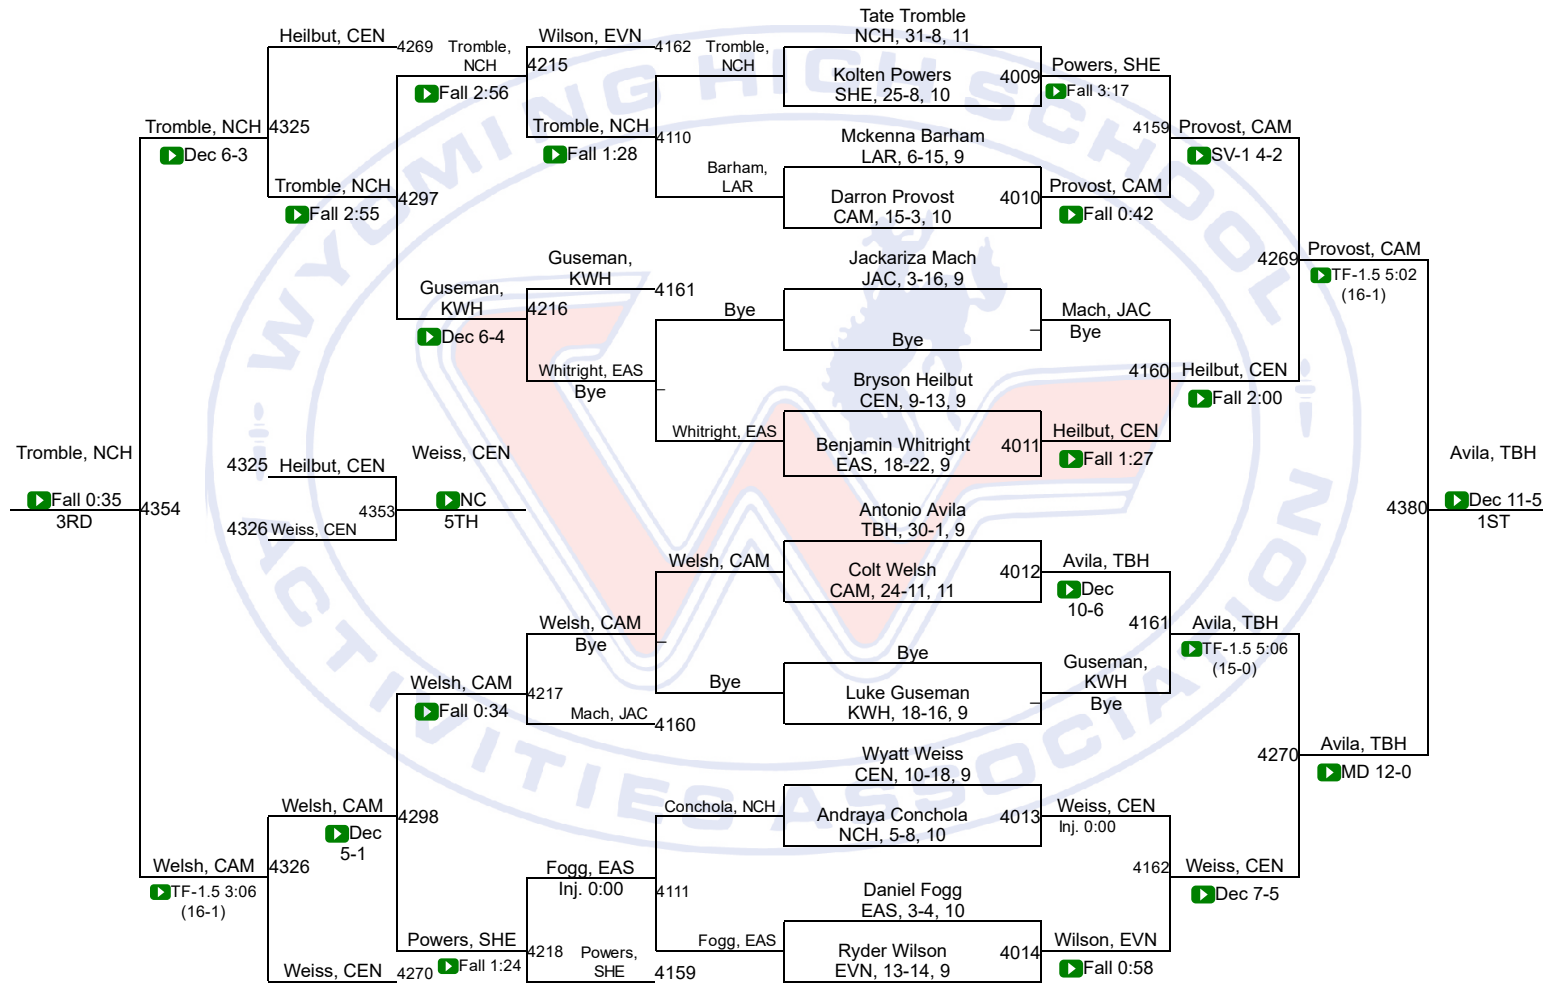 Tate Tromble
NCH, 31-8, 11
Kolten Powers
SHE, 25-8, 10
4009
Powers, SHE
Fall 3:17
Mckenna Barham
LAR, 6-15, 9
Darron Provost
CAM, 15-3, 10
4010
Provost, CAM
Fall 0:42
4159
Provost, CAM
SV-1 4-2
Jackariza Mach
JAC, 3-16, 9
Bye
Mach, JAC
Bye
Bryson Heilbut
CEN, 9-13, 9
Benjamin Whitright
EAS, 18-22, 9
4011
Heilbut, CEN
Fall 1:27
4160
Heilbut, CEN
Fall 2:00
4269
Provost, CAM
TF-1.5 5:02
(16-1)
Antonio Avila
TBH, 30-1, 9
Colt Welsh
CAM, 24-11, 11
4012
Avila, TBH
Dec
10-6
Bye
Luke Guseman
KWH, 18-16, 9
Guseman,
KWH
Bye
4161
Avila, TBH
TF-1.5 5:06
(15-0)
Wyatt Weiss
CEN, 10-18, 9
Andraya Conchola
NCH, 5-8, 10
4013
Weiss, CEN
Inj. 0:00
Daniel Fogg
EAS, 3-4, 10
Ryder Wilson
EVN, 13-14, 9
4014
Wilson, EVN
Fall 0:58
4162
Weiss, CEN
Dec 7-5
4270
Avila, TBH
MD 12-0
4380
Avila, TBH
Dec 11-5
1ST
Tromble,
NCH
Barham,
LAR
4110
Tromble, NCH
Fall 1:28
Wilson, EVN
4162
4215
Tromble,
NCH
Fall 2:56
Bye
Whitright, EAS
Whitright, EAS
Bye
Guseman,
KWH
4161
4216
Guseman,
KWH
Dec 6-4
4297
Tromble, NCH
Fall 2:55
Heilbut, CEN
4269
4325
Tromble, NCH
Dec 6-3
Welsh, CAM
Bye
Welsh, CAM
Bye
Mach, JAC
4160
4217
Welsh, CAM
Fall 0:34
Conchola, NCH
Fogg, EAS
4111
Fogg, EAS
Inj. 0:00
Powers,
SHE
4159
4218
Powers, SHE
Fall 1:24
4298
Welsh, CAM
Dec
5-1
Weiss, CEN
4270
4326
Welsh, CAM
TF-1.5 3:06
(16-1)
4354
Tromble, NCH
Fall 0:35
3RD
4325
Heilbut, CEN
4326
Weiss, CEN
4353
Weiss, CEN
NC
5TH
WYOMING HIGH SCHOOL
ACTIVITIES ASSOCIATION